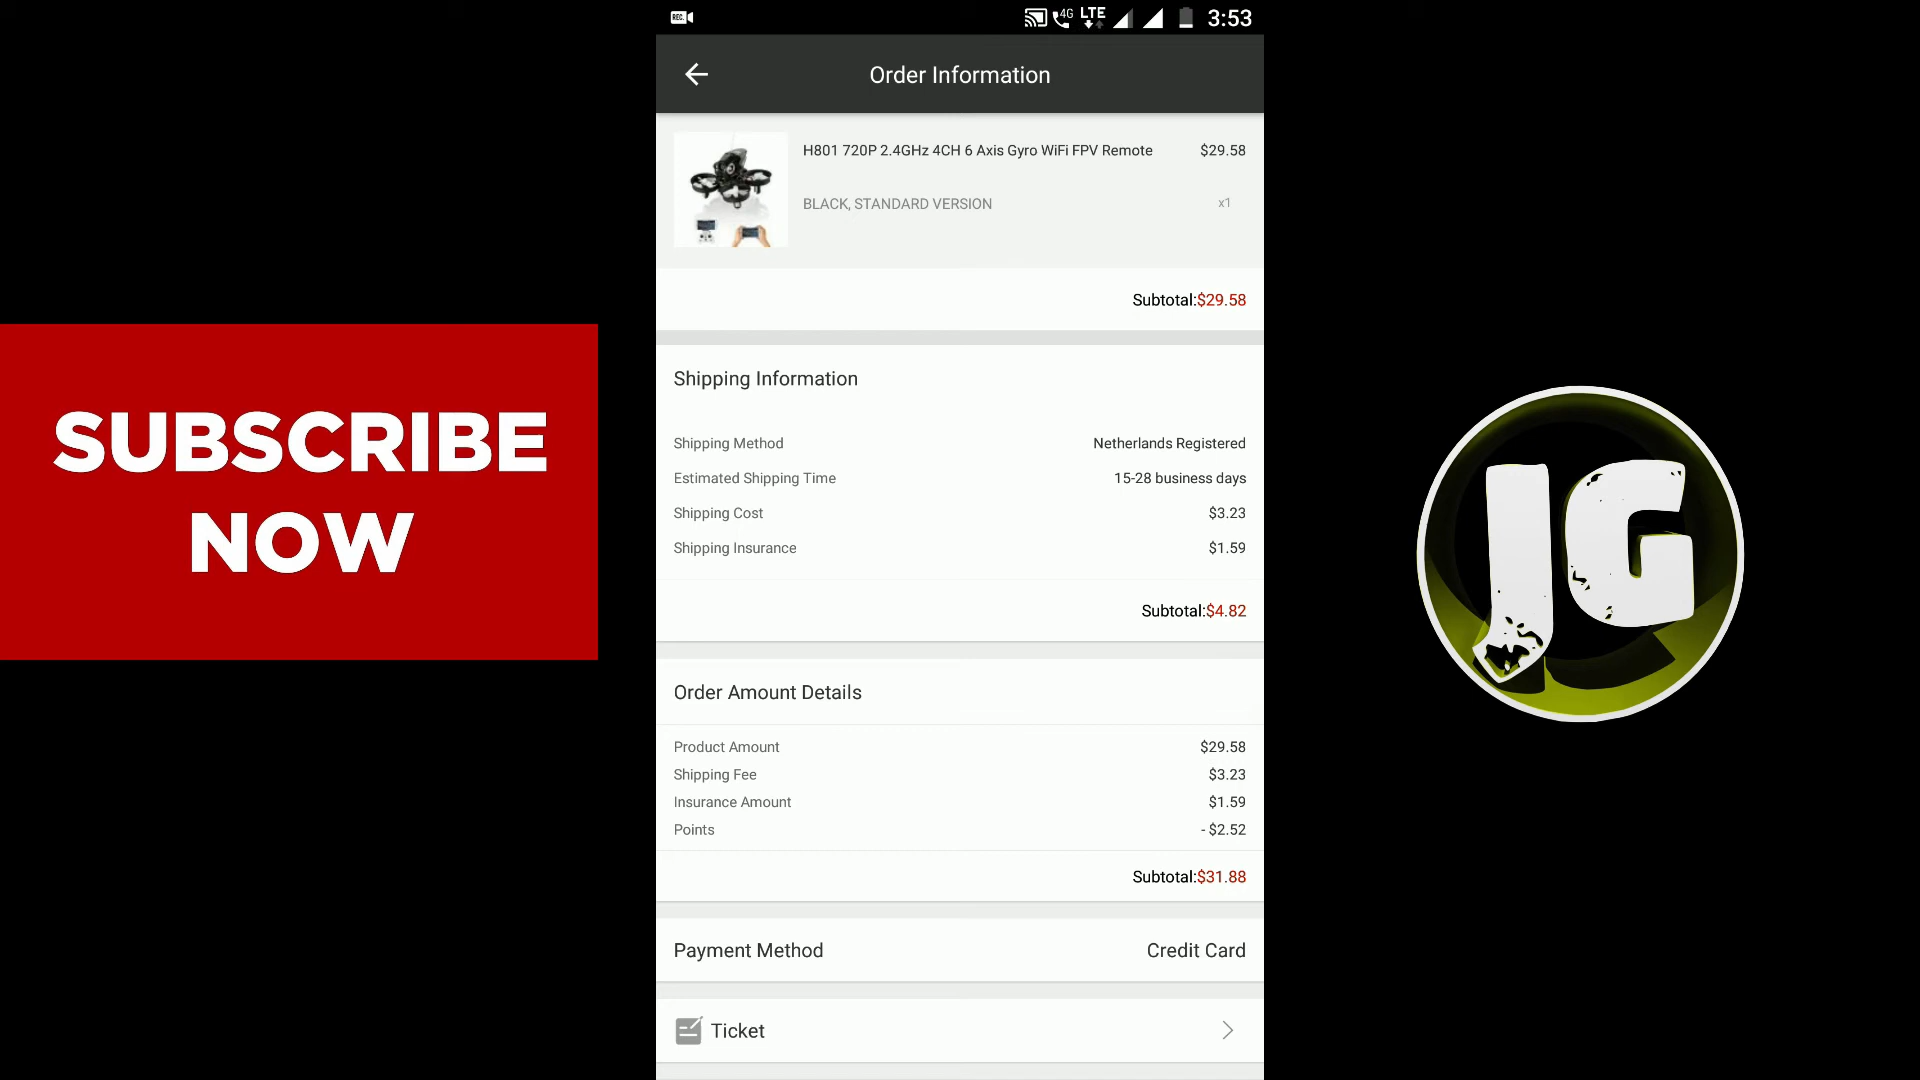 REC.
4G
LTE
3:53
Order Information
H801 720P 2.4GHz 4CH 6 Axis Gyro WiFi FPV Remote $29.58
BLACK, STANDARD VERSION x1
Subtotal:$29.58
Shipping Information
Shipping Method Netherlands Registered
Estimated Shipping Time 15-28 business days
Shipping Cost $3.23
Shipping Insurance $1.59
Subtotal:$4.82
Order Amount Details
Product Amount $29.58
Shipping Fee $3.23
Insurance Amount $1.59
Points - $2.52
Subtotal:$31.88
Payment Method Credit Card
Ticket
SUBSCRIBE
NOW
JG